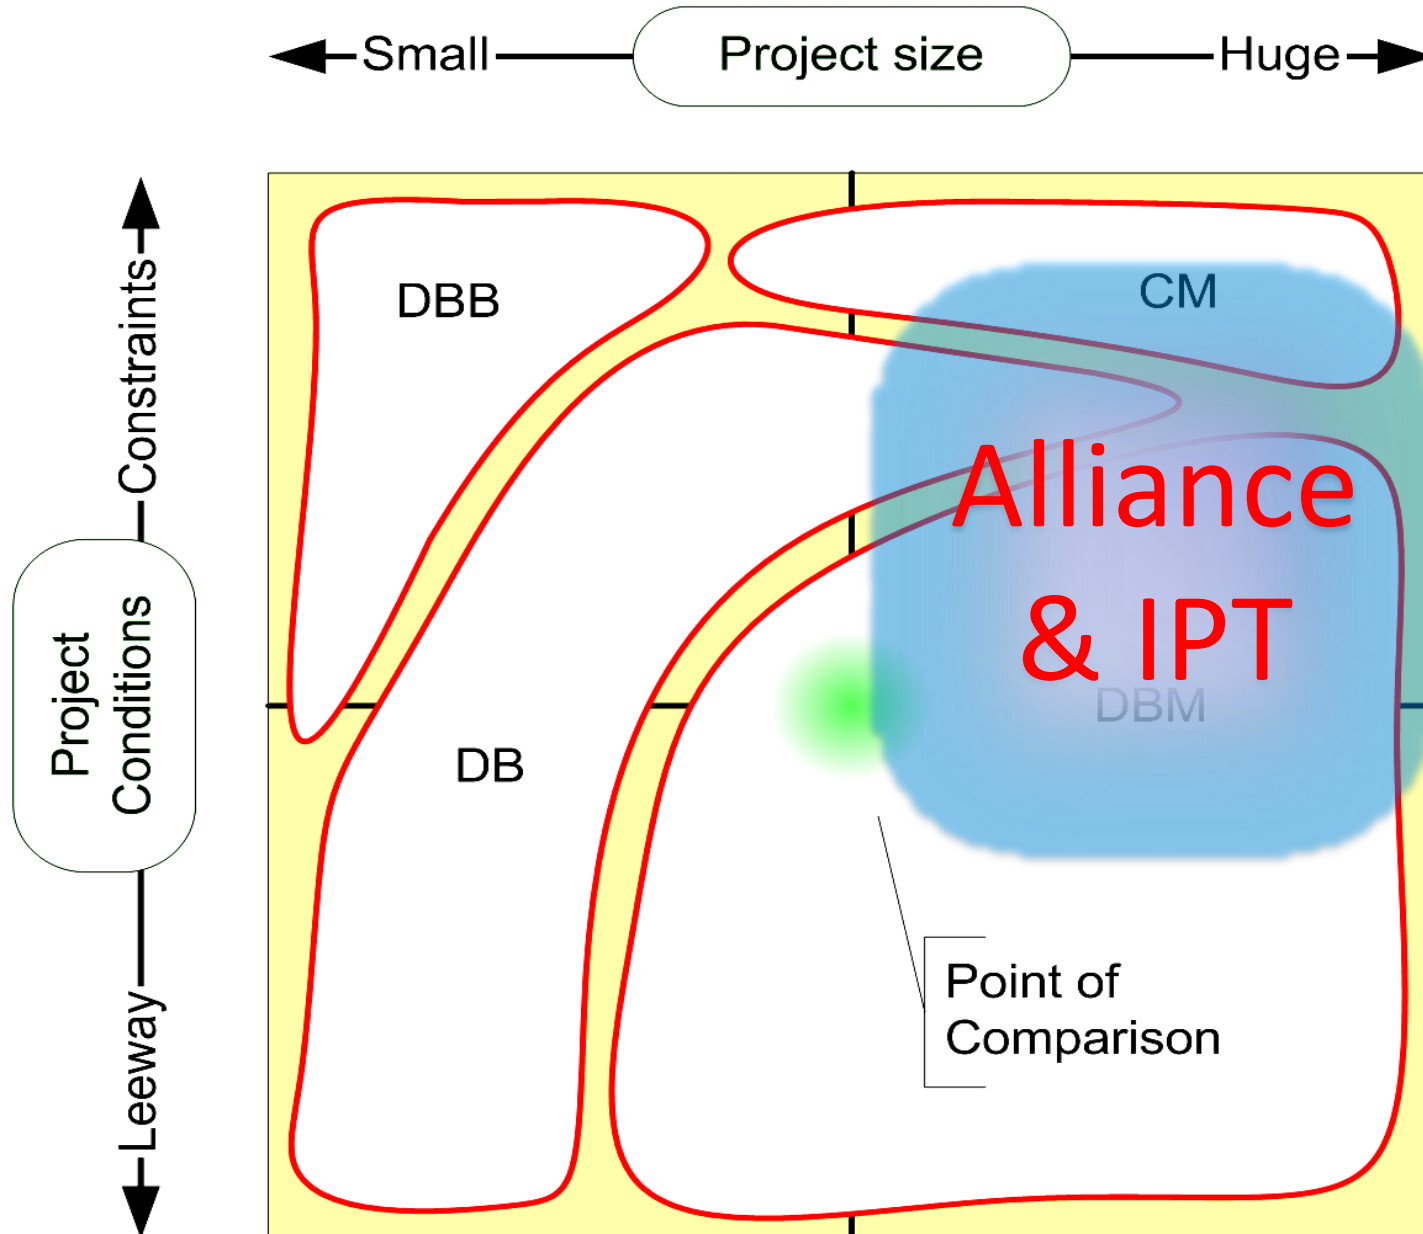 Small
Project size
Huge
Constraints
Project
Conditions
Leeway
DBB
CM
Alliance
& IPT
DBM
DB
Point of
Comparison